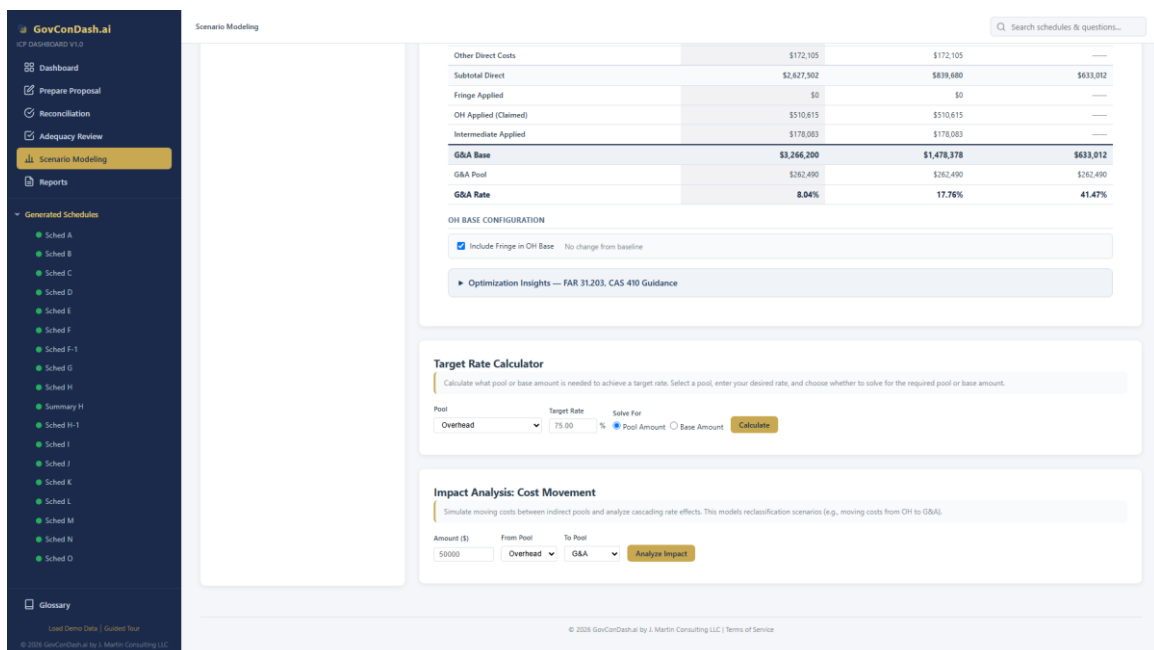 GovConDash.ai
ICP DASHBOARD V1.0
Dashboard
Prepare Proposal
Reconciliation
Adequacy Review
Scenario Modeling
Reports
Generated Schedules
Sched A
Sched B
Sched C
Sched D
Sched E
Sched F
Sched F-1
Sched G
Sched H
Summary H
Sched H-1
Sched I
Sched J
Sched K
Sched L
Sched M
Sched N
Sched O
Glossary
Load Demo Data | Guided Tour
© 2026 GovConDash.ai by J. Martin Consulting LLC
Scenario Modeling
Search schedules & questions...
Other Direct Costs $172,105 $172,105 —
Subtotal Direct $2,627,502 $839,680 $633,012
Fringe Applied $0 $0 —
OH Applied (Claimed) $510,615 $510,615 —
Intermediate Applied $178,083 $178,083 —
G&A Base $3,266,200 $1,478,378 $633,012
G&A Pool $262,490 $262,490 $262,490
G&A Rate 8.04% 17.76% 41.47%
OH BASE CONFIGURATION
Include Fringe in OH Base No change from baseline
Optimization Insights — FAR 31.203, CAS 410 Guidance
Target Rate Calculator
Calculate what pool or base amount is needed to achieve a target rate. Select a pool, enter your desired rate, and choose whether to solve for the required pool or base amount.
Pool Target Rate Solve For
Overhead 75.00 % Pool Amount Base Amount Calculate
Impact Analysis: Cost Movement
Simulate moving costs between indirect pools and analyze cascading rate effects. This models reclassification scenarios (e.g., moving costs from OH to G&A).
Amount ($) From Pool To Pool
50000 Overhead G&A Analyze Impact
© 2026 GovConDash.ai by J. Martin Consulting LLC | Terms of Service